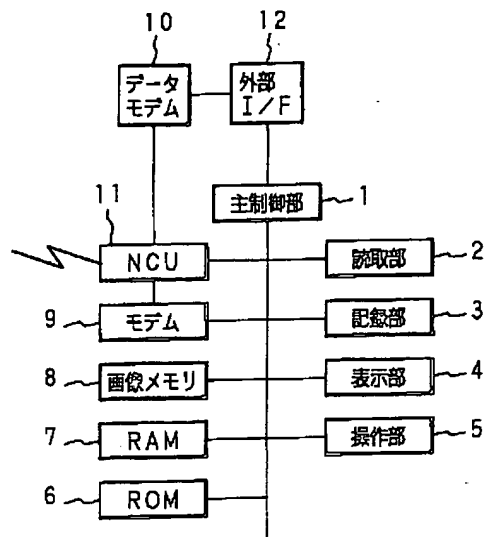 10
12
データ
モデム
外部
I/F
11
主制御部
1
NCU
読取部
2
9
モデム
記録部
3
8
画像メモリ
表示部
4
7
RAM
操作部
5
6
ROM